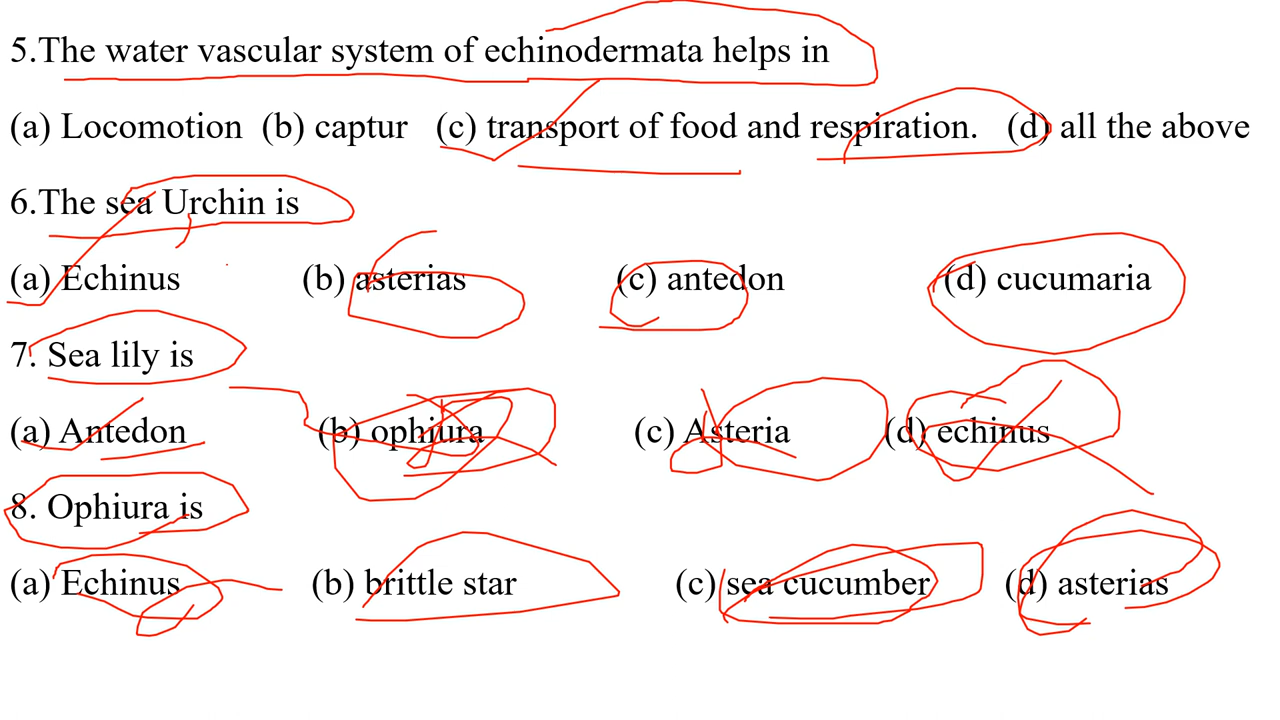 5.The water vascular system of echinodermata helps in
(a) Locomotion (b) captur (c) transport of food and respiration. (d) all the above
6.The sea Urchin is
(a) Echinus (b) asterias (c) antedon (d) cucumaria
7. Sea lily is
(a) Antedon (b) ophiura (c) Asteria (d) echinus
8. Ophiura is
(a) Echinus (b) brittle star (c) sea cucumber (d) asterias